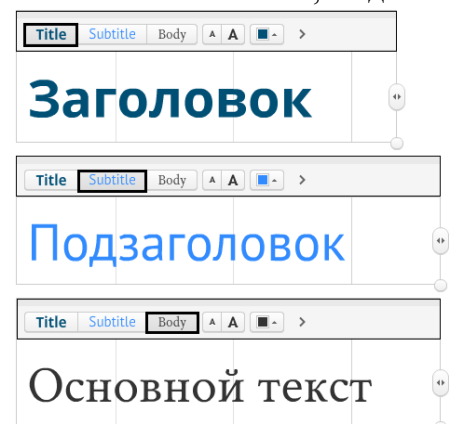 Title Subtitle Body A A
Заголовок
Title Subtitle Body A A
Подзаголовок
Title Subtitle Body A A
Основной текст